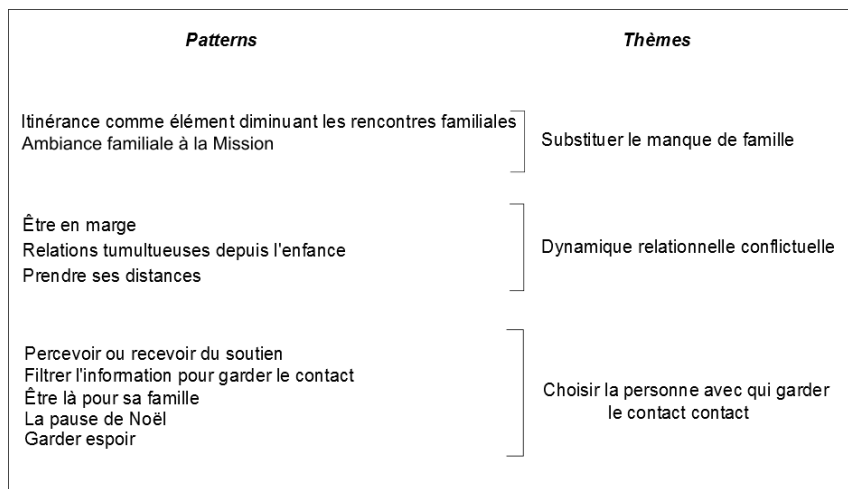 Patterns
Thèmes
Itinérance comme élément diminuant les rencontres familiales
Ambiance familiale à la Mission
Substituer le manque de famille
Être en marge
Relations tumultueuses depuis l'enfance
Prendre ses distances
Dynamique relationnelle conflictuelle
Percevoir ou recevoir du soutien
Filtrer l'information pour garder le contact
Être là pour sa famille
La pause de Noël
Garder espoir
Choisir la personne avec qui garder
le contact contact